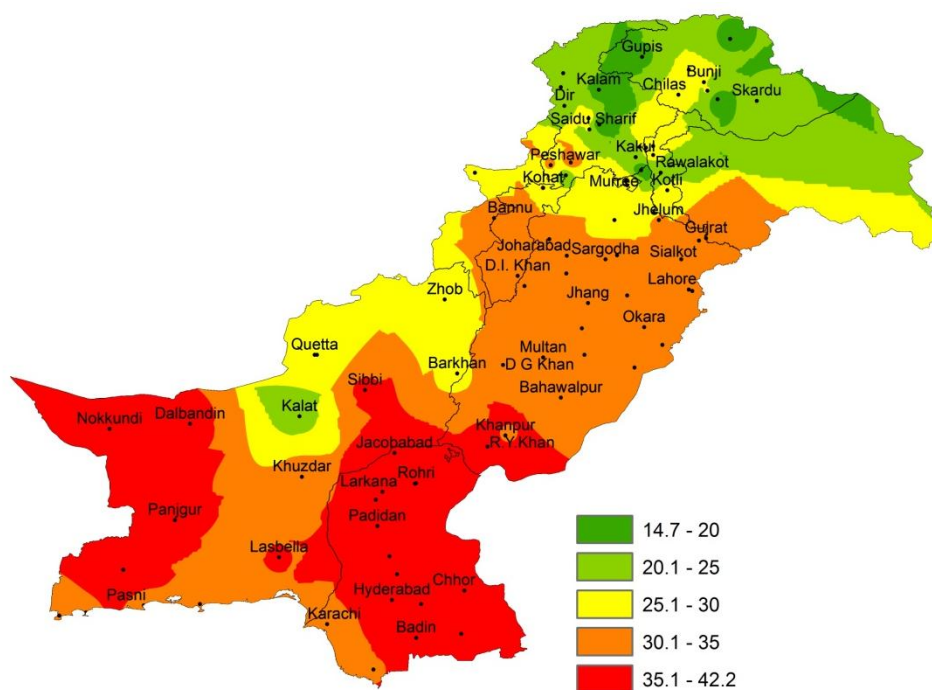 Gupis
Kalam
Bunji
Chilas
Skardu
Dir
Saidu Sharif
Kakul
Peshawar
Rawalakot
Kohat
Murree
Kotli
Bannu
Jhelum
Gujrat
Joharabad
Sargodha
Sialkot
D.I. Khan
Lahore
Zhob
Jhang
Okara
Quetta
Multan
Barkhan
D G Khan
Sibbi
Bahawalpur
Kalat
Dalbandin
Nokkundi
Khanpur
R.Y.Khan
Jacobabad
Khuzdar
Rohri
Larkana
Panjgur
Padidan
Lasbella
Chhor
Hyderabad
Pasni
Karachi
Badin
14.7 - 20
20.1 - 25
25.1 - 30
30.1 - 35
35.1 - 42.2